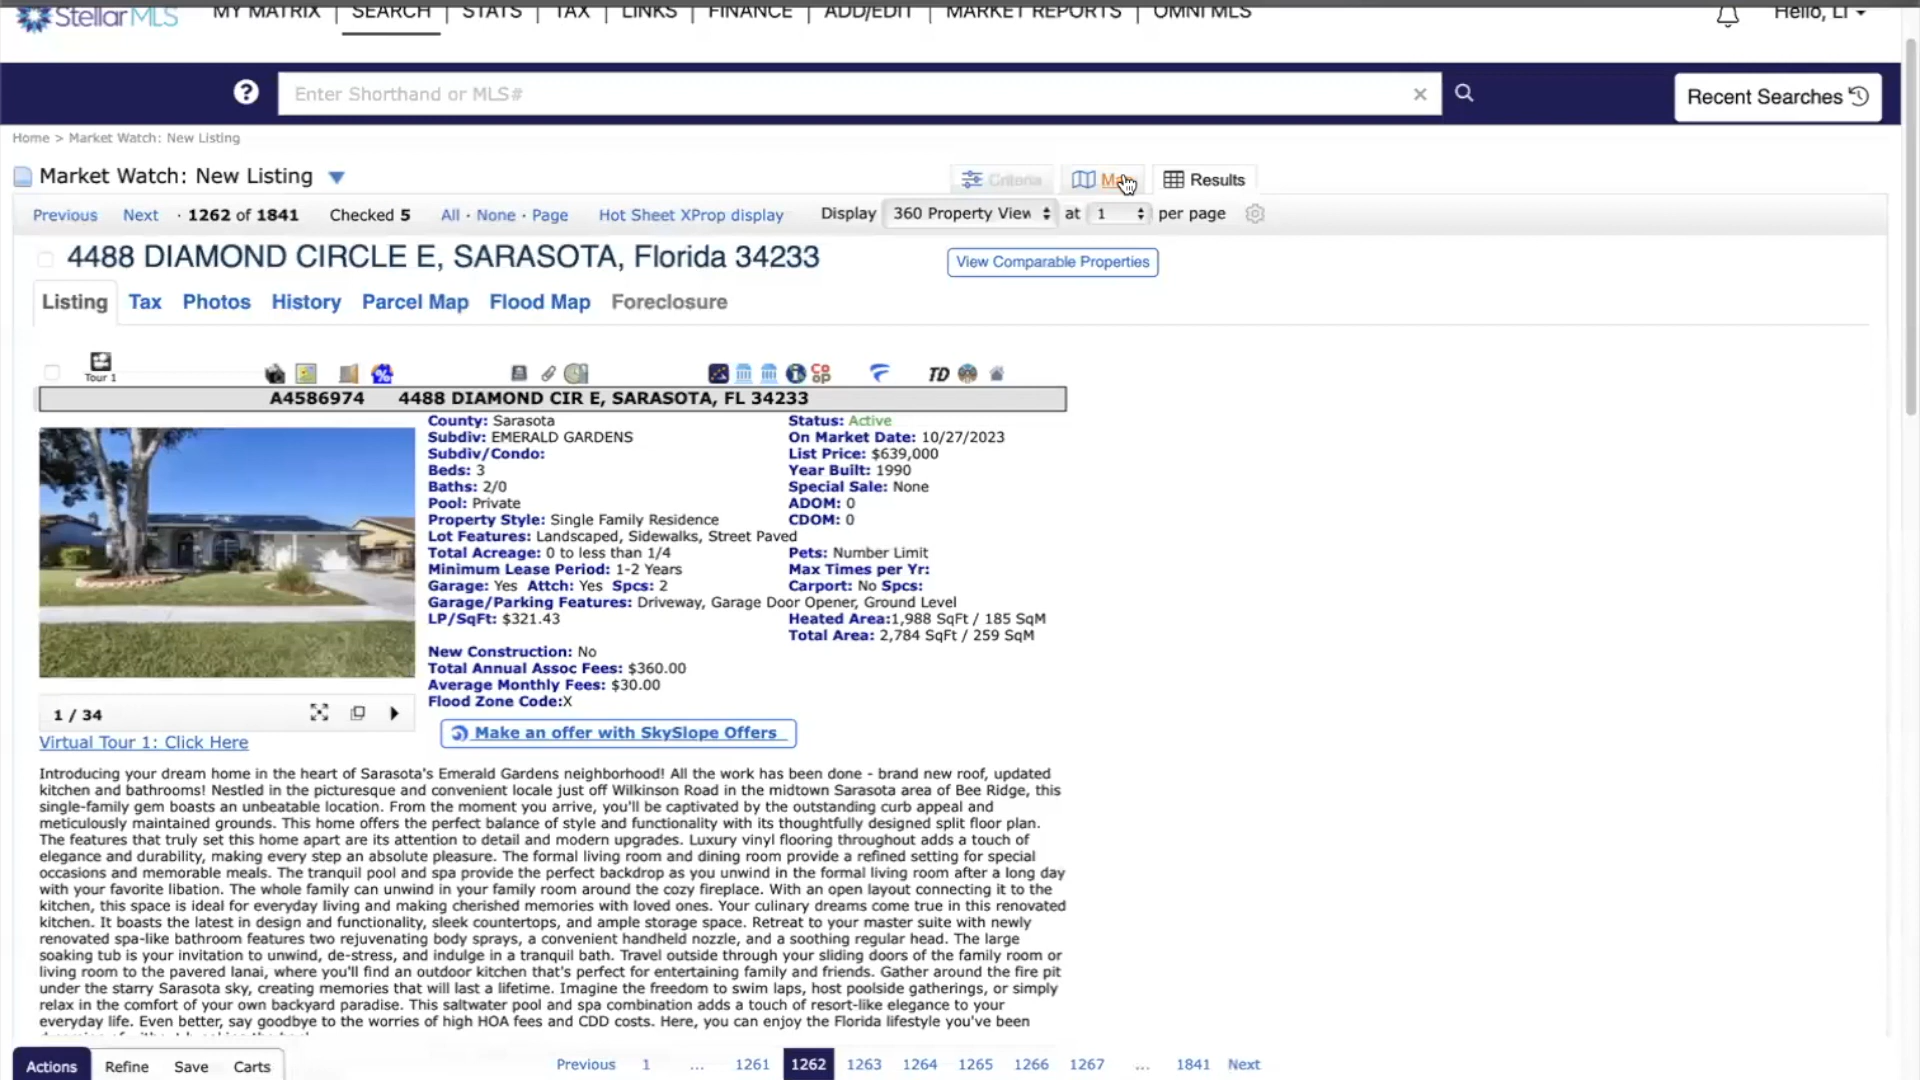 StellarMLS MY MATRIX | SEARCH | STATS | TAX | LINKS | FINANCE | ADD/EDIT | MARKET REPORTS | OMNI MLS Hello, LI
? Enter Shorthand or MLS# Recent Searches
Home > Market Watch: New Listing
Market Watch: New Listing Criteria Results
Previous Next · 1262 of 1841 Checked 5 All · None · Page Hot Sheet XProp display Display 360 Property View at 1 per page
4488 DIAMOND CIRCLE E, SARASOTA, Florida 34233 View Comparable Properties
Listing Tax Photos History Parcel Map Flood Map Foreclosure
Tour 1 % CO OP TD
A4586974 4488 DIAMOND CIR E, SARASOTA, FL 34233
County: Sarasota Status: Active
Subdiv: EMERALD GARDENS On Market Date: 10/27/2023
Subdiv/Condo: List Price: $639,000
Beds: 3 Year Built: 1990
Baths: 2/0 Special Sale: None
Pool: Private ADOM: 0
Property Style: Single Family Residence CDOM: 0
Lot Features: Landscaped, Sidewalks, Street Paved
Total Acreage: 0 to less than 1/4 Pets: Number Limit
Minimum Lease Period: 1-2 Years Max Times per Yr:
Garage: Yes Attch: Yes Spcs: 2 Carport: No Spcs:
Garage/Parking Features: Driveway, Garage Door Opener, Ground Level
LP/SqFt: $321.43 Heated Area:1,988 SqFt / 185 SqM
Total Area: 2,784 SqFt / 259 SqM
New Construction: No
Total Annual Assoc Fees: $360.00
Average Monthly Fees: $30.00
Flood Zone Code:X
1 / 34
Make an offer with SkySlope Offers
Virtual Tour 1: Click Here
Introducing your dream home in the heart of Sarasota's Emerald Gardens neighborhood! All the work has been done - brand new roof, updated
kitchen and bathrooms! Nestled in the picturesque and convenient locale just off Wilkinson Road in the midtown Sarasota area of Bee Ridge, this
single-family gem boasts an unbeatable location. From the moment you arrive, you'll be captivated by the outstanding curb appeal and
meticulously maintained grounds. This home offers the perfect balance of style and functionality with its thoughtfully designed split floor plan.
The features that truly set this home apart are its attention to detail and modern upgrades. Luxury vinyl flooring throughout adds a touch of
elegance and durability, making every step an absolute pleasure. The formal living room and dining room provide a refined setting for special
occasions and memorable meals. The tranquil pool and spa provide the perfect backdrop as you unwind in the formal living room after a long day
with your favorite libation. The whole family can unwind in your family room around the cozy fireplace. With an open layout connecting it to the
kitchen, this space is ideal for everyday living and making cherished memories with loved ones. Your culinary dreams come true in this renovated
kitchen. It boasts the latest in design and functionality, sleek countertops, and ample storage space. Retreat to your master suite with newly
renovated spa-like bathroom features two rejuvenating body sprays, a convenient handheld nozzle, and a soothing regular head. The large
soaking tub is your invitation to unwind, de-stress, and indulge in a tranquil bath. Travel outside through your sliding doors of the family room or
living room to the pavered lanai, where you'll find an outdoor kitchen that's perfect for entertaining family and friends. Gather around the fire pit
under the starry Sarasota sky, creating memories that will last a lifetime. Imagine the freedom to swim laps, host poolside gatherings, or simply
relax in the comfort of your own backyard paradise. This saltwater pool and spa combination adds a touch of resort-like elegance to your
everyday life. Even better, say goodbye to the worries of high HOA fees and CDD costs. Here, you can enjoy the Florida lifestyle you've been
Actions Refine Save Carts Previous 1 ... 1261 1262 1263 1264 1265 1266 1267 ... 1841 Next